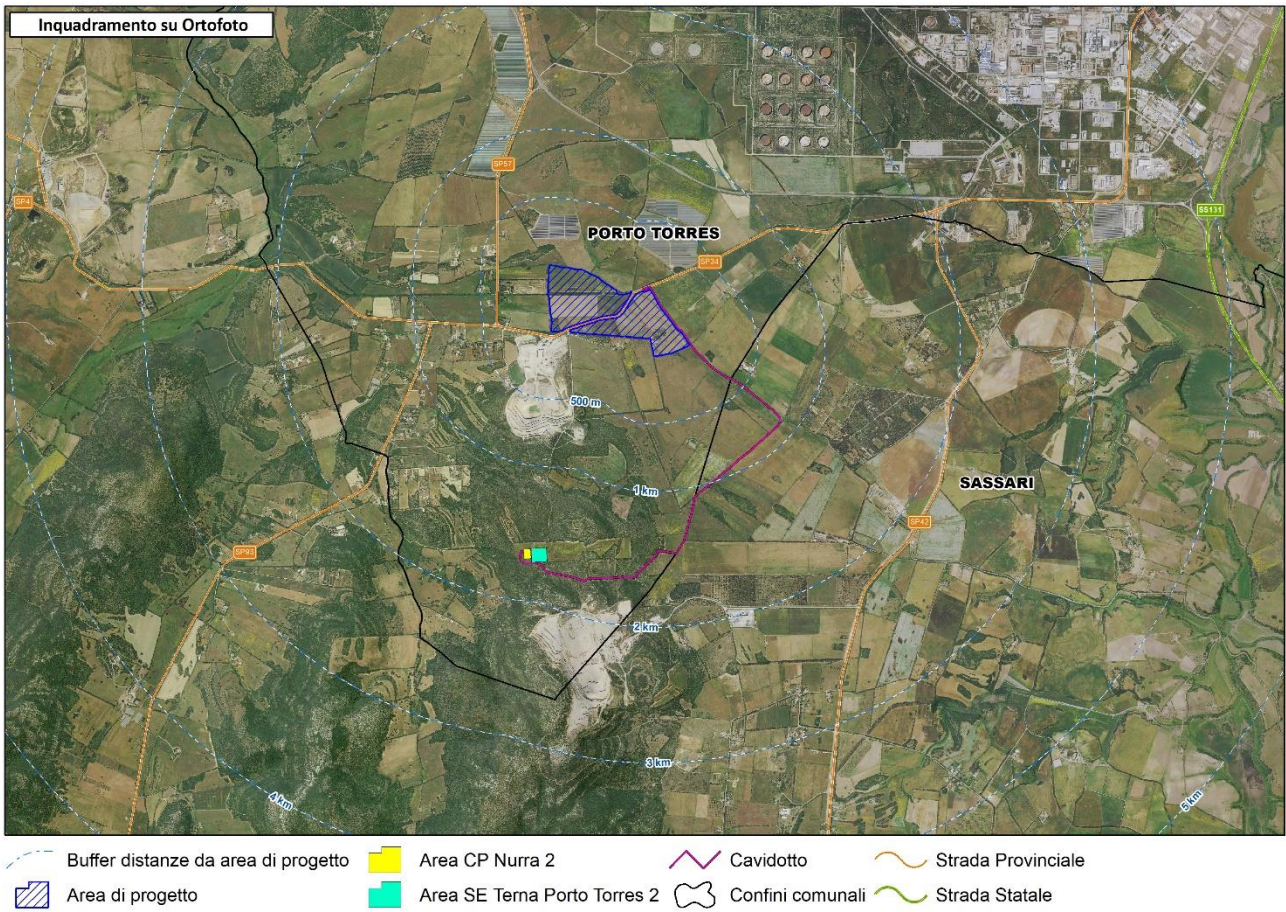 Inquadramento su Ortofoto
SP57
SP4
SS131
PORTO TORRES
SP34
500 m
1 km
SASSARI
SP42
SP93
2 km
3 km
4 km
5 km
Buffer distanze da area di progetto
Area CP Nurra 2
Cavidotto
Strada Provinciale
Area di progetto
Area SE Terna Porto Torres 2
Confini comunali
Strada Statale